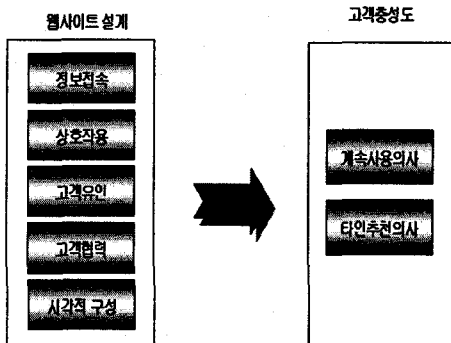 웹사이트 설계
정보접속
상호작용
고객유인
고객협력
시각적 구성
고객충성도
계속사용의사
타인추천의사